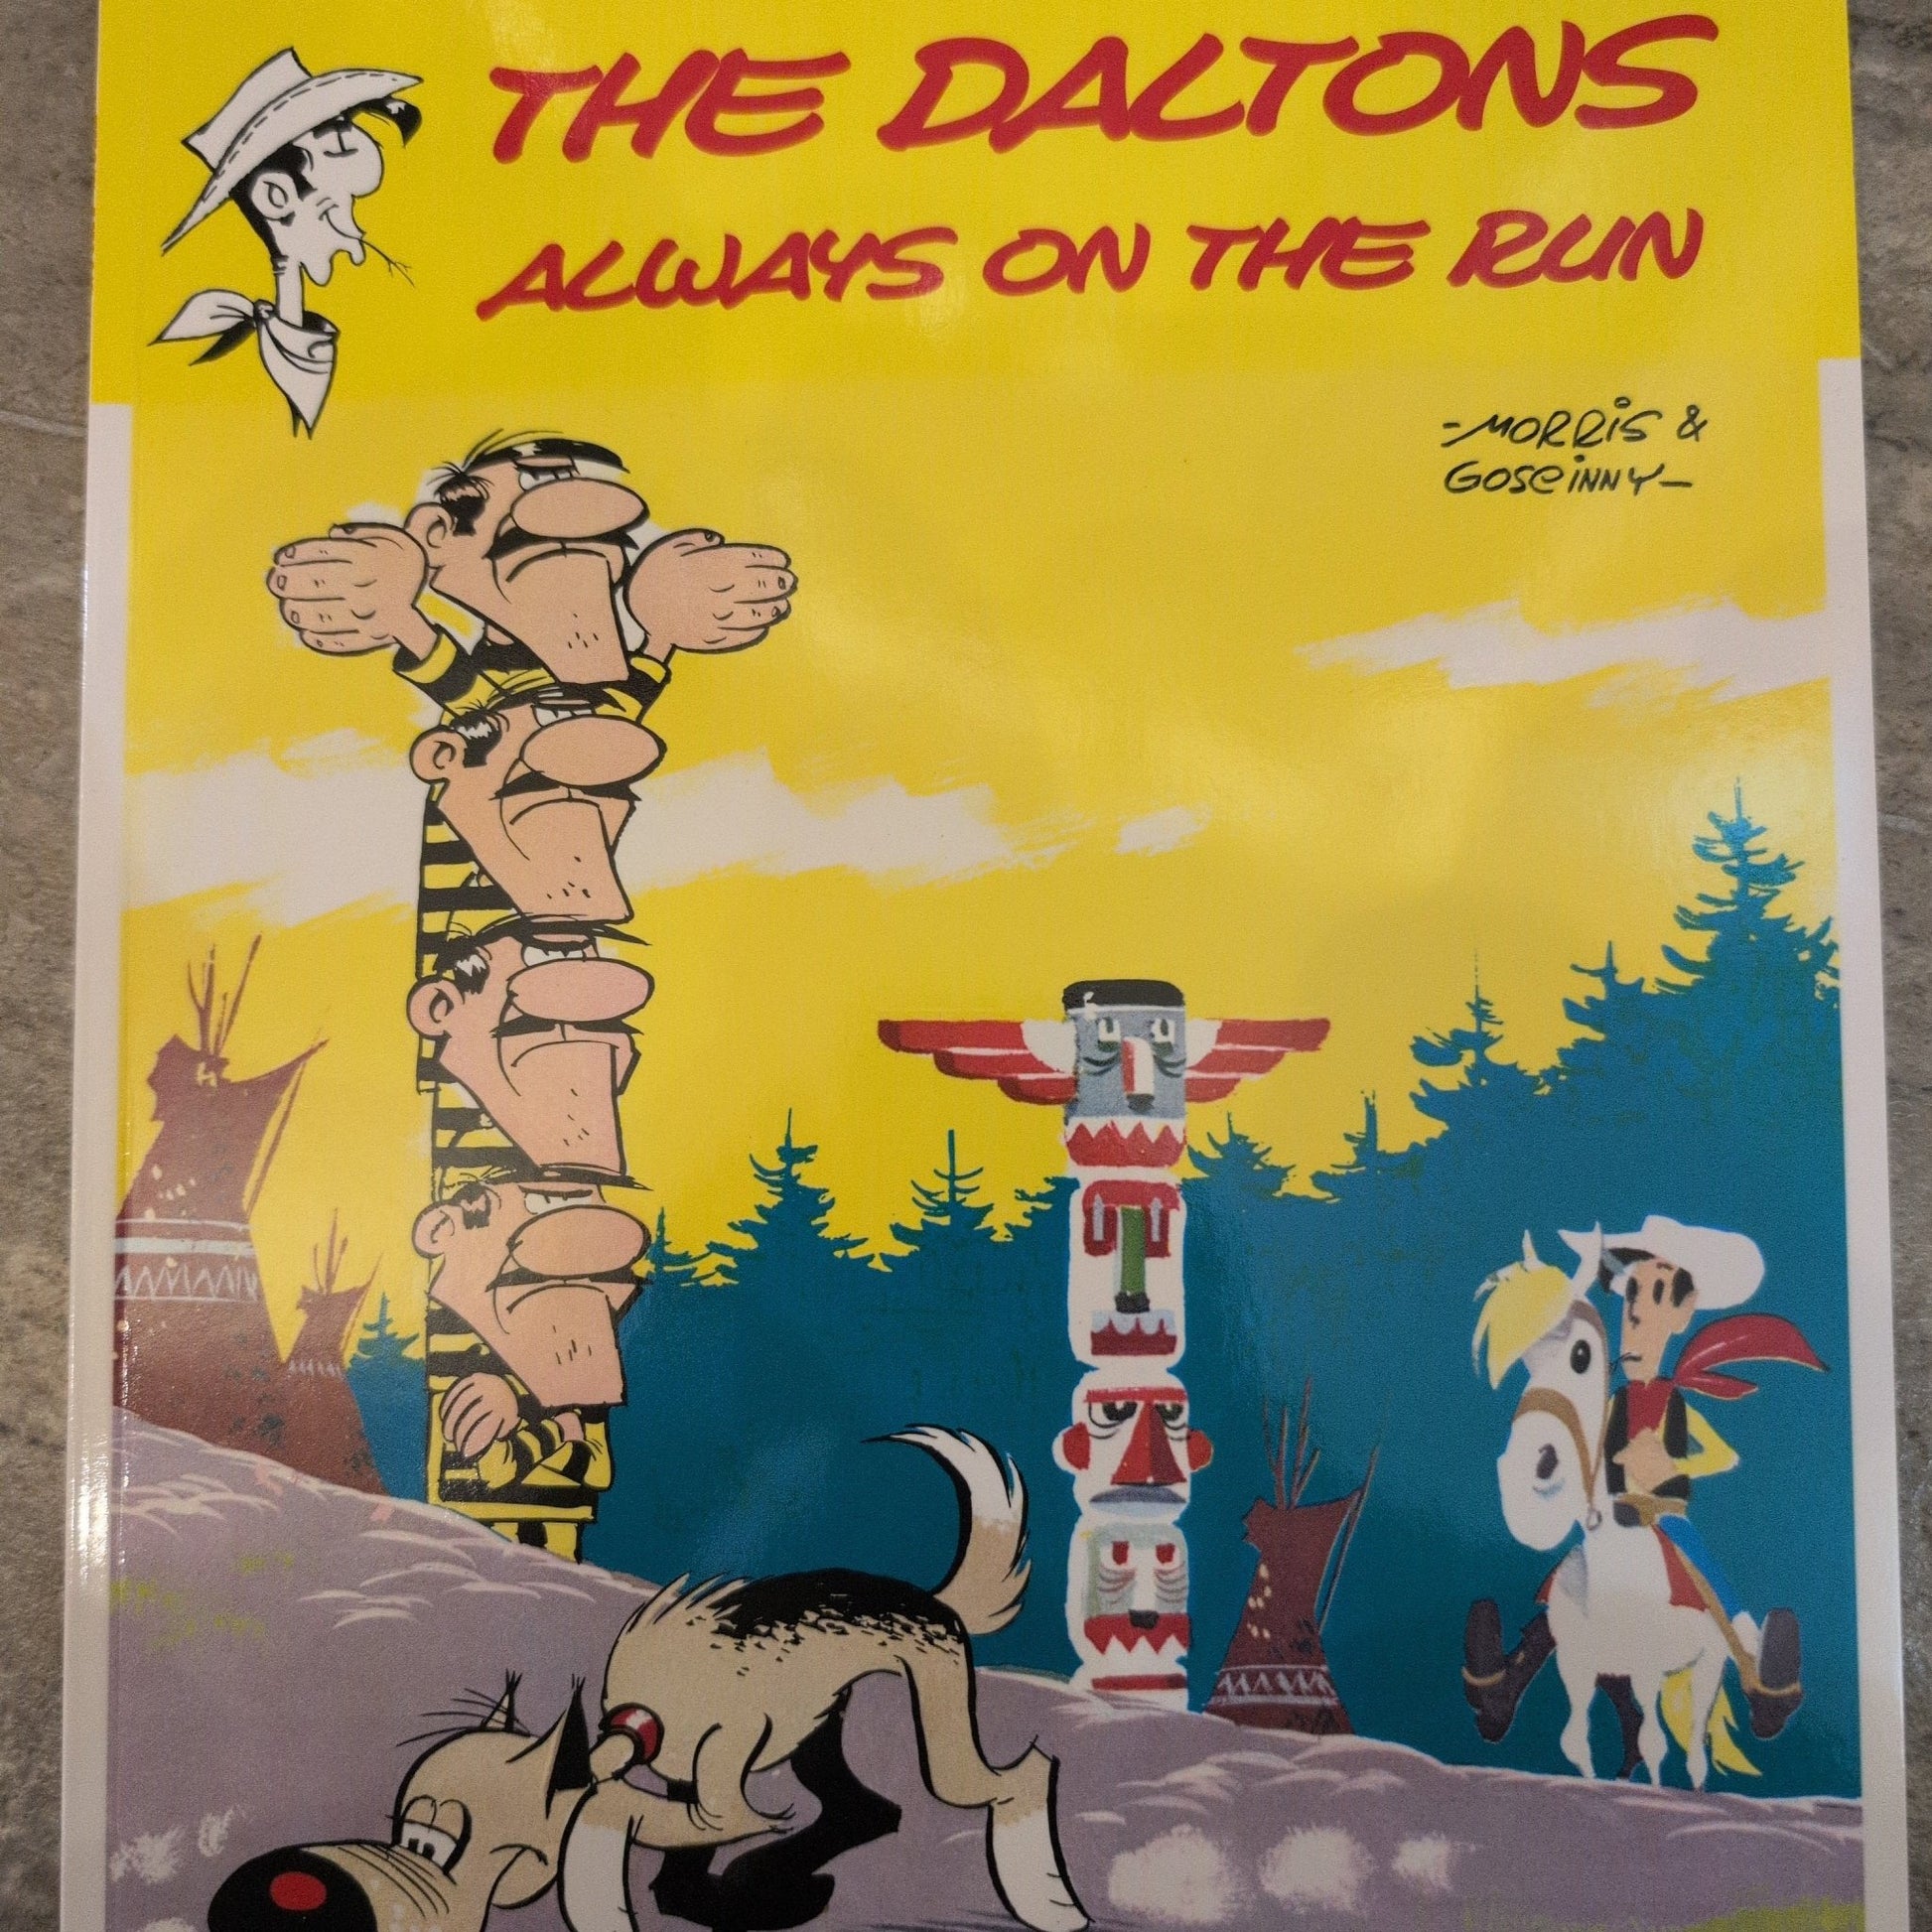 THE DALTONS
ALWAYS ON THE RUN
-MORRIS &
GOSCINNY-